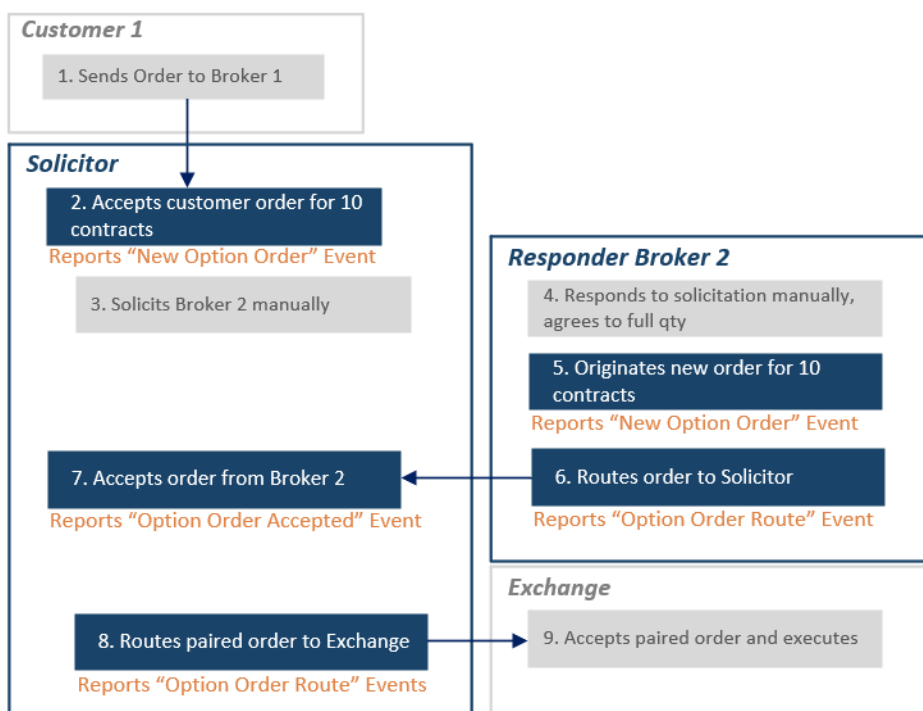 Customer 1
1. Sends Order to Broker 1
Solicitor
2. Accepts customer order for 10
contracts
Reports “New Option Order” Event
3. Solicits Broker 2 manually
Responder Broker 2
4. Responds to solicitation manually,
agrees to full qty
5. Originates new order for 10
contracts
Reports “New Option Order” Event
6. Routes order to Solicitor
Reports “Option Order Route” Event
7. Accepts order from Broker 2
Reports “Option Order Accepted” Event
8. Routes paired order to Exchange
Reports “Option Order Route” Events
Exchange
9. Accepts paired order and executes